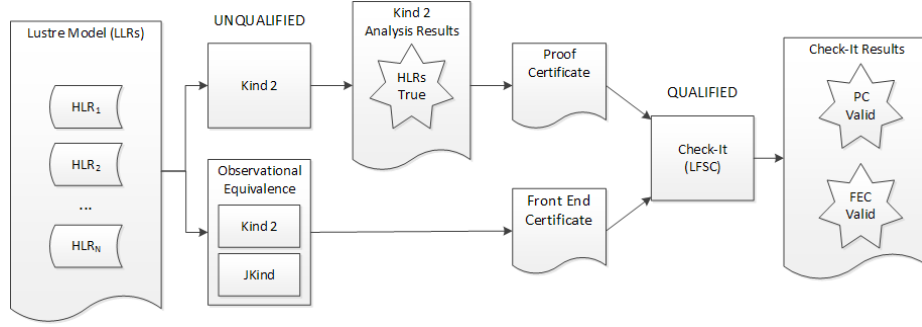 Lustre Model (LLRs)
HLR₁
HLR₂
...
HLR_N
UNQUALIFIED
Kind 2
Observational
Equivalence
Kind 2
JKind
Kind 2
Analysis Results
HLRs
True
Proof
Certificate
Front End
Certificate
QUALIFIED
Check-It
(LFSC)
Check-It Results
PC
Valid
FEC
Valid